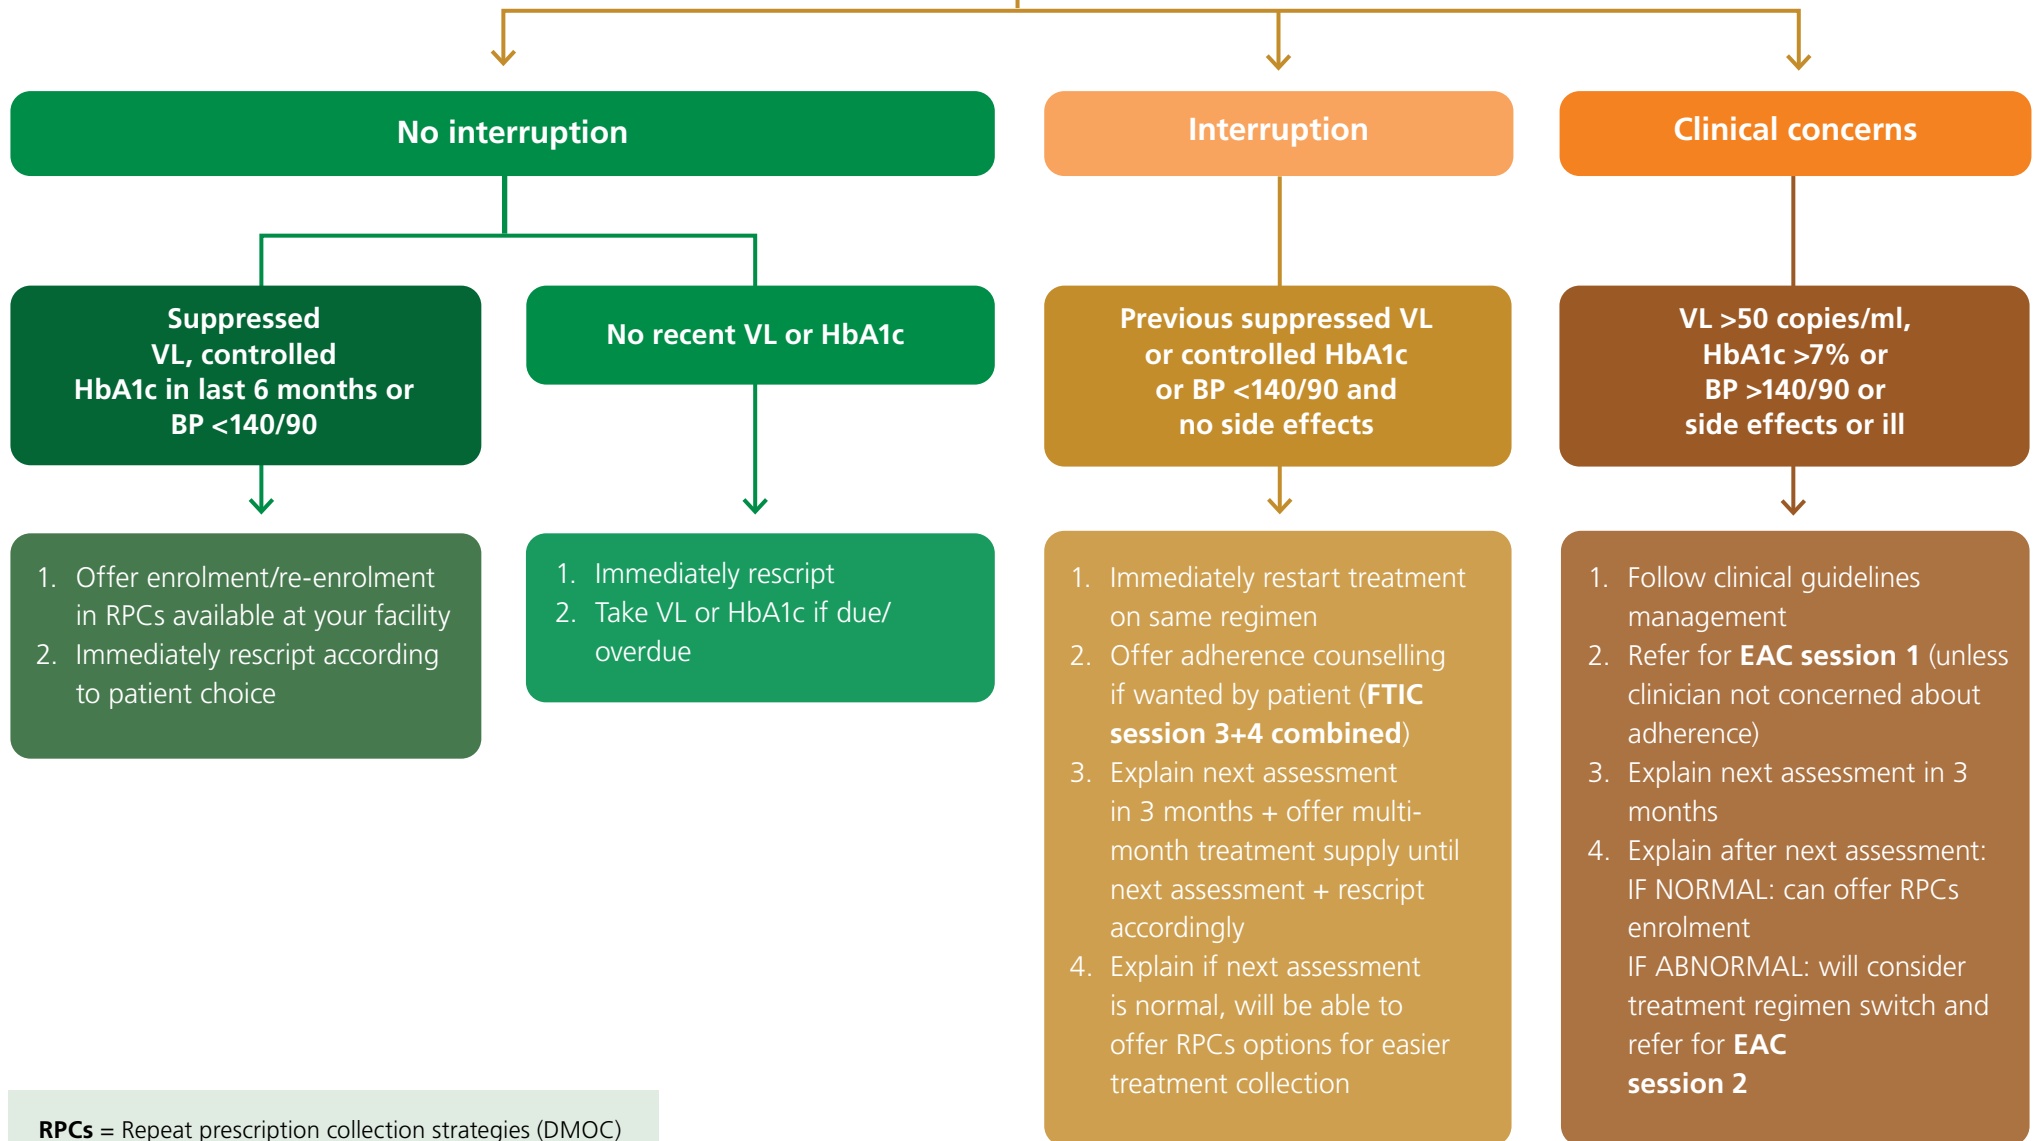 No interruption
Interruption
Clinical concerns
Suppressed
VL, controlled
HbA1c in last 6 months or
BP <140/90
No recent VL or HbA1c
Previous suppressed VL
or controlled HbA1c
or BP <140/90 and
no side effects
VL >50 copies/ml,
HbA1c >7% or
BP >140/90 or
side effects or ill
1. Offer enrolment/re-enrolment
in RPCs available at your facility
2. Immediately rescript according
to patient choice
1. Immediately rescript
2. Take VL or HbA1c if due/
overdue
1. Immediately restart treatment
on same regimen
2. Offer adherence counselling
if wanted by patient (FTIC
session 3+4 combined)
3. Explain next assessment
in 3 months + offer multi-
month treatment supply until
next assessment + rescript
accordingly
4. Explain if next assessment
is normal, will be able to
offer RPCs options for easier
treatment collection
1. Follow clinical guidelines
management
2. Refer for EAC session 1 (unless
clinician not concerned about
adherence)
3. Explain next assessment in 3
months
4. Explain after next assessment:
IF NORMAL: can offer RPCs
enrolment
IF ABNORMAL: will consider
treatment regimen switch and
refer for EAC
session 2
RPCs = Repeat prescription collection strategies (DMOC)